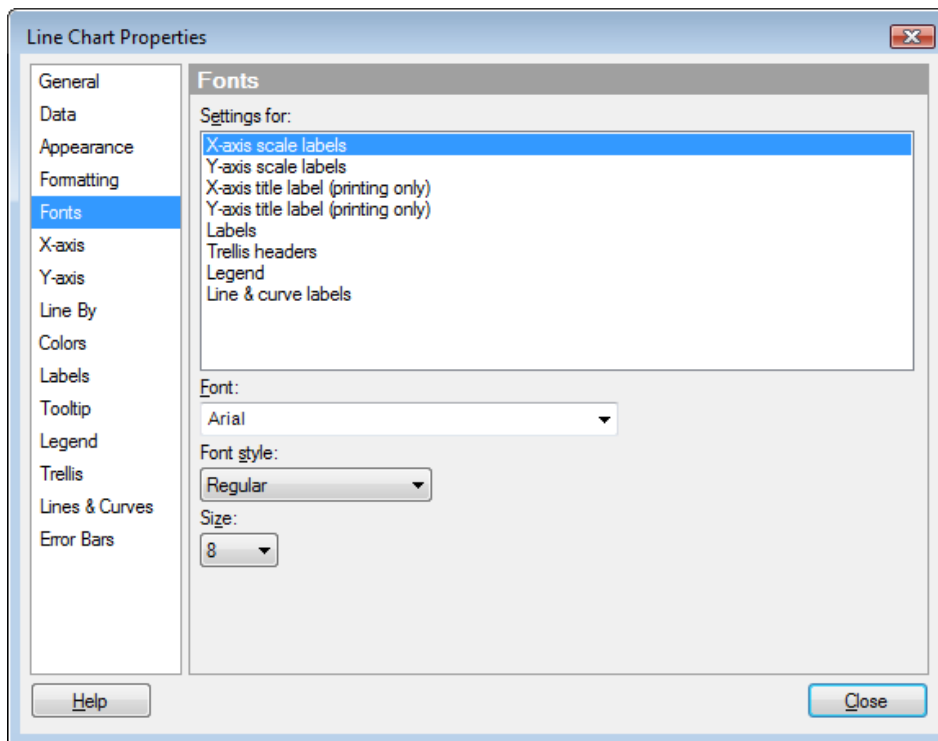 Line Chart Properties
General
Data
Appearance
Formatting
Fonts
X-axis
Y-axis
Line By
Colors
Labels
Tooltip
Legend
Trellis
Lines & Curves
Error Bars
Fonts
Settings for:
X-axis scale labels
Y-axis scale labels
X-axis title label (printing only)
Y-axis title label (printing only)
Labels
Trellis headers
Legend
Line & curve labels
Font:
Arial
Font style:
Regular
Size:
8
Help
Close